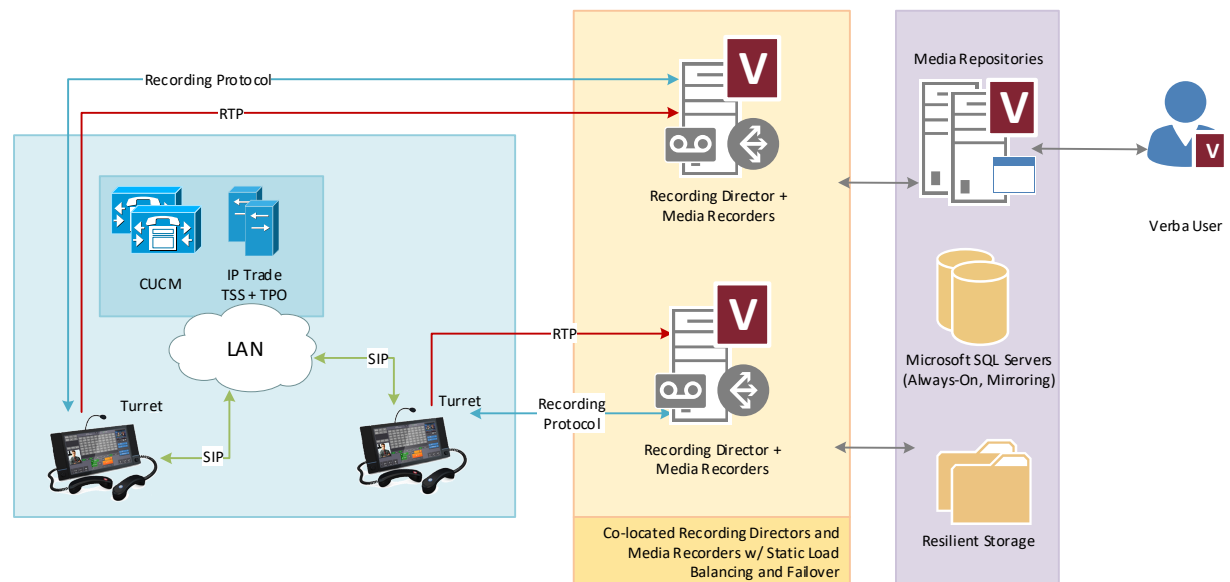 Recording Protocol
RTP
CUCM
IP Trade
TSS + TPO
LAN
SIP
SIP
Turret
Turret
RTP
Recording
Protocol
V
Recording Director +
Media Recorders
V
Recording Director +
Media Recorders
Co-located Recording Directors and
Media Recorders w/ Static Load
Balancing and Failover
Media Repositories
V
Microsoft SQL Servers
(Always-On, Mirroring)
Resilient Storage
V
Verba User